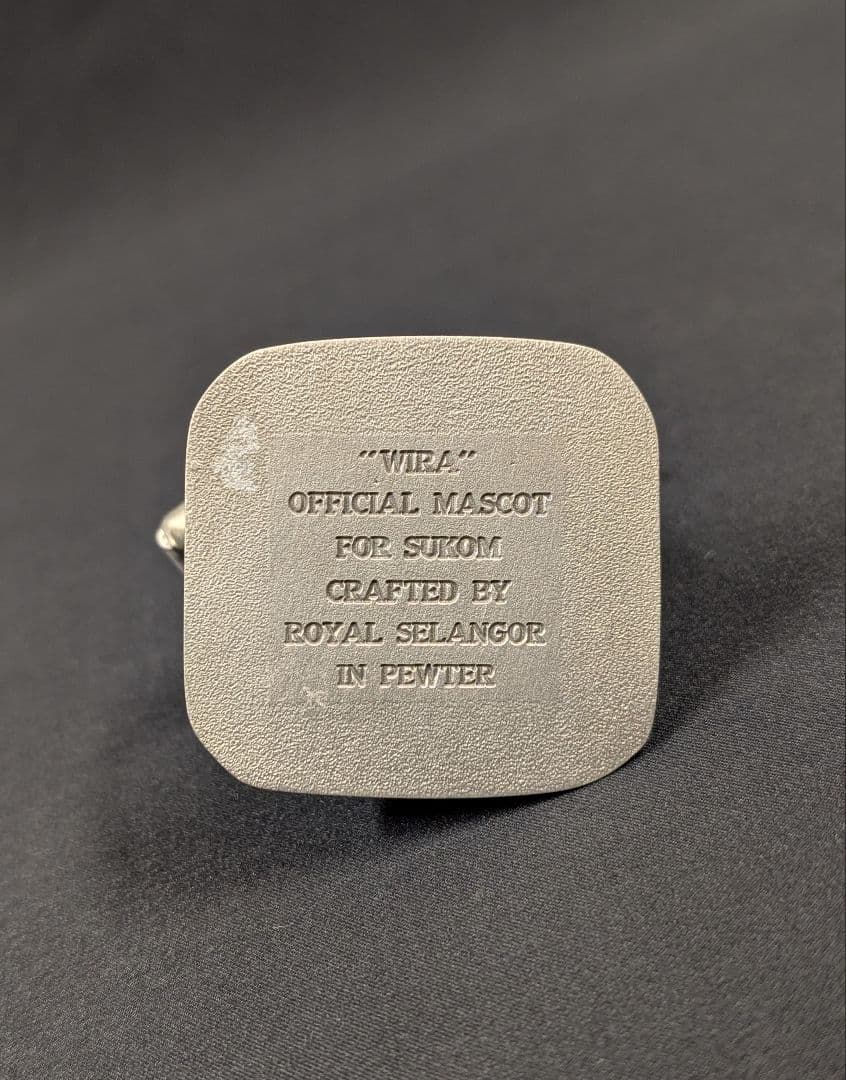 "WIRA"
OFFICIAL MASCOT
FOR SUKOM
CRAFTED BY
ROYAL SELANGOR
IN PEWTER